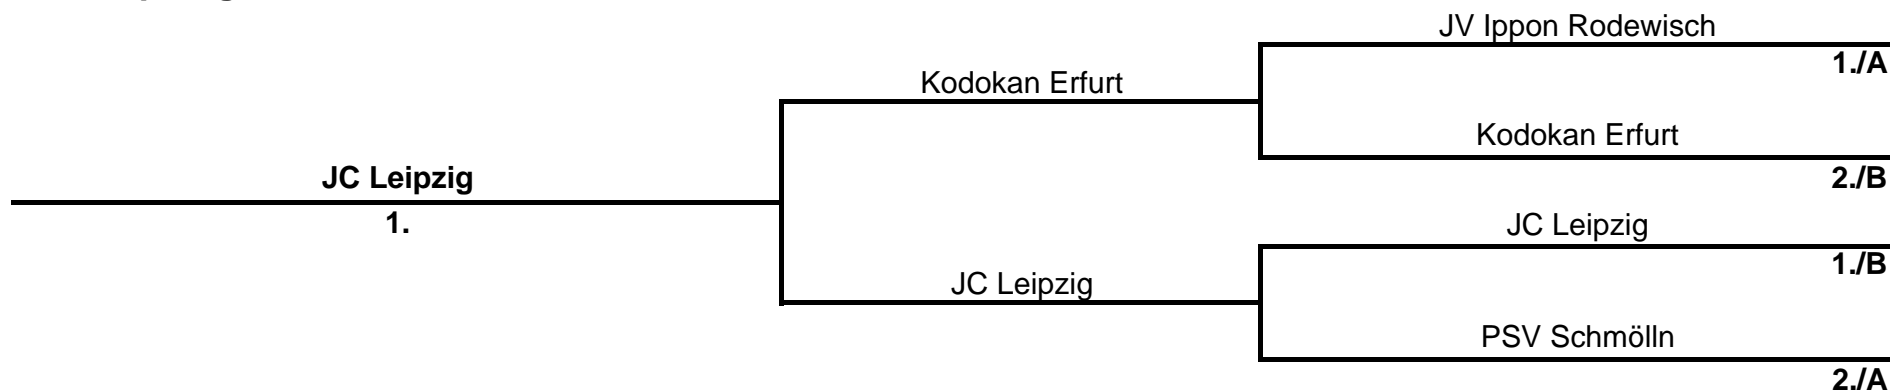 JV Ippon Rodewisch
1./A
Kodokan Erfurt
Kodokan Erfurt
JC Leipzig
2./B
1.
JC Leipzig
1./B
JC Leipzig
PSV Schmölln
2./A